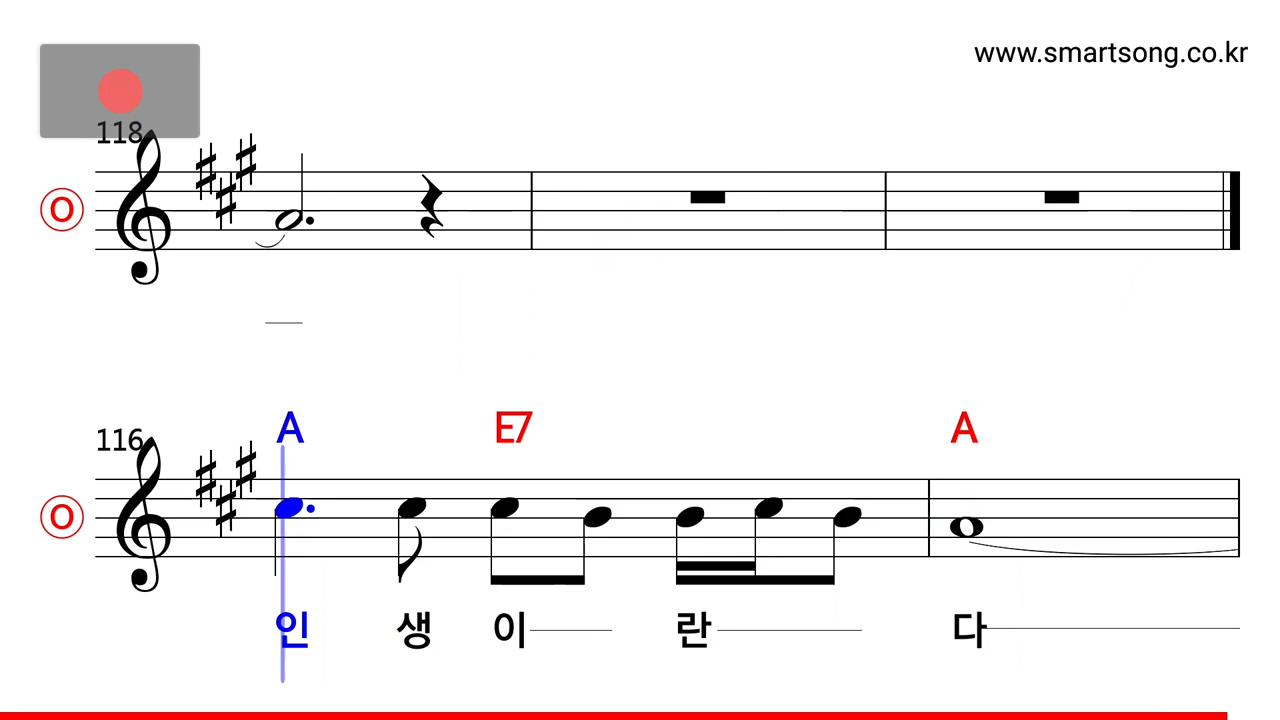 www.smartsong.co.kr
118
O
A E7 A
116
O
인 생 이 란 다